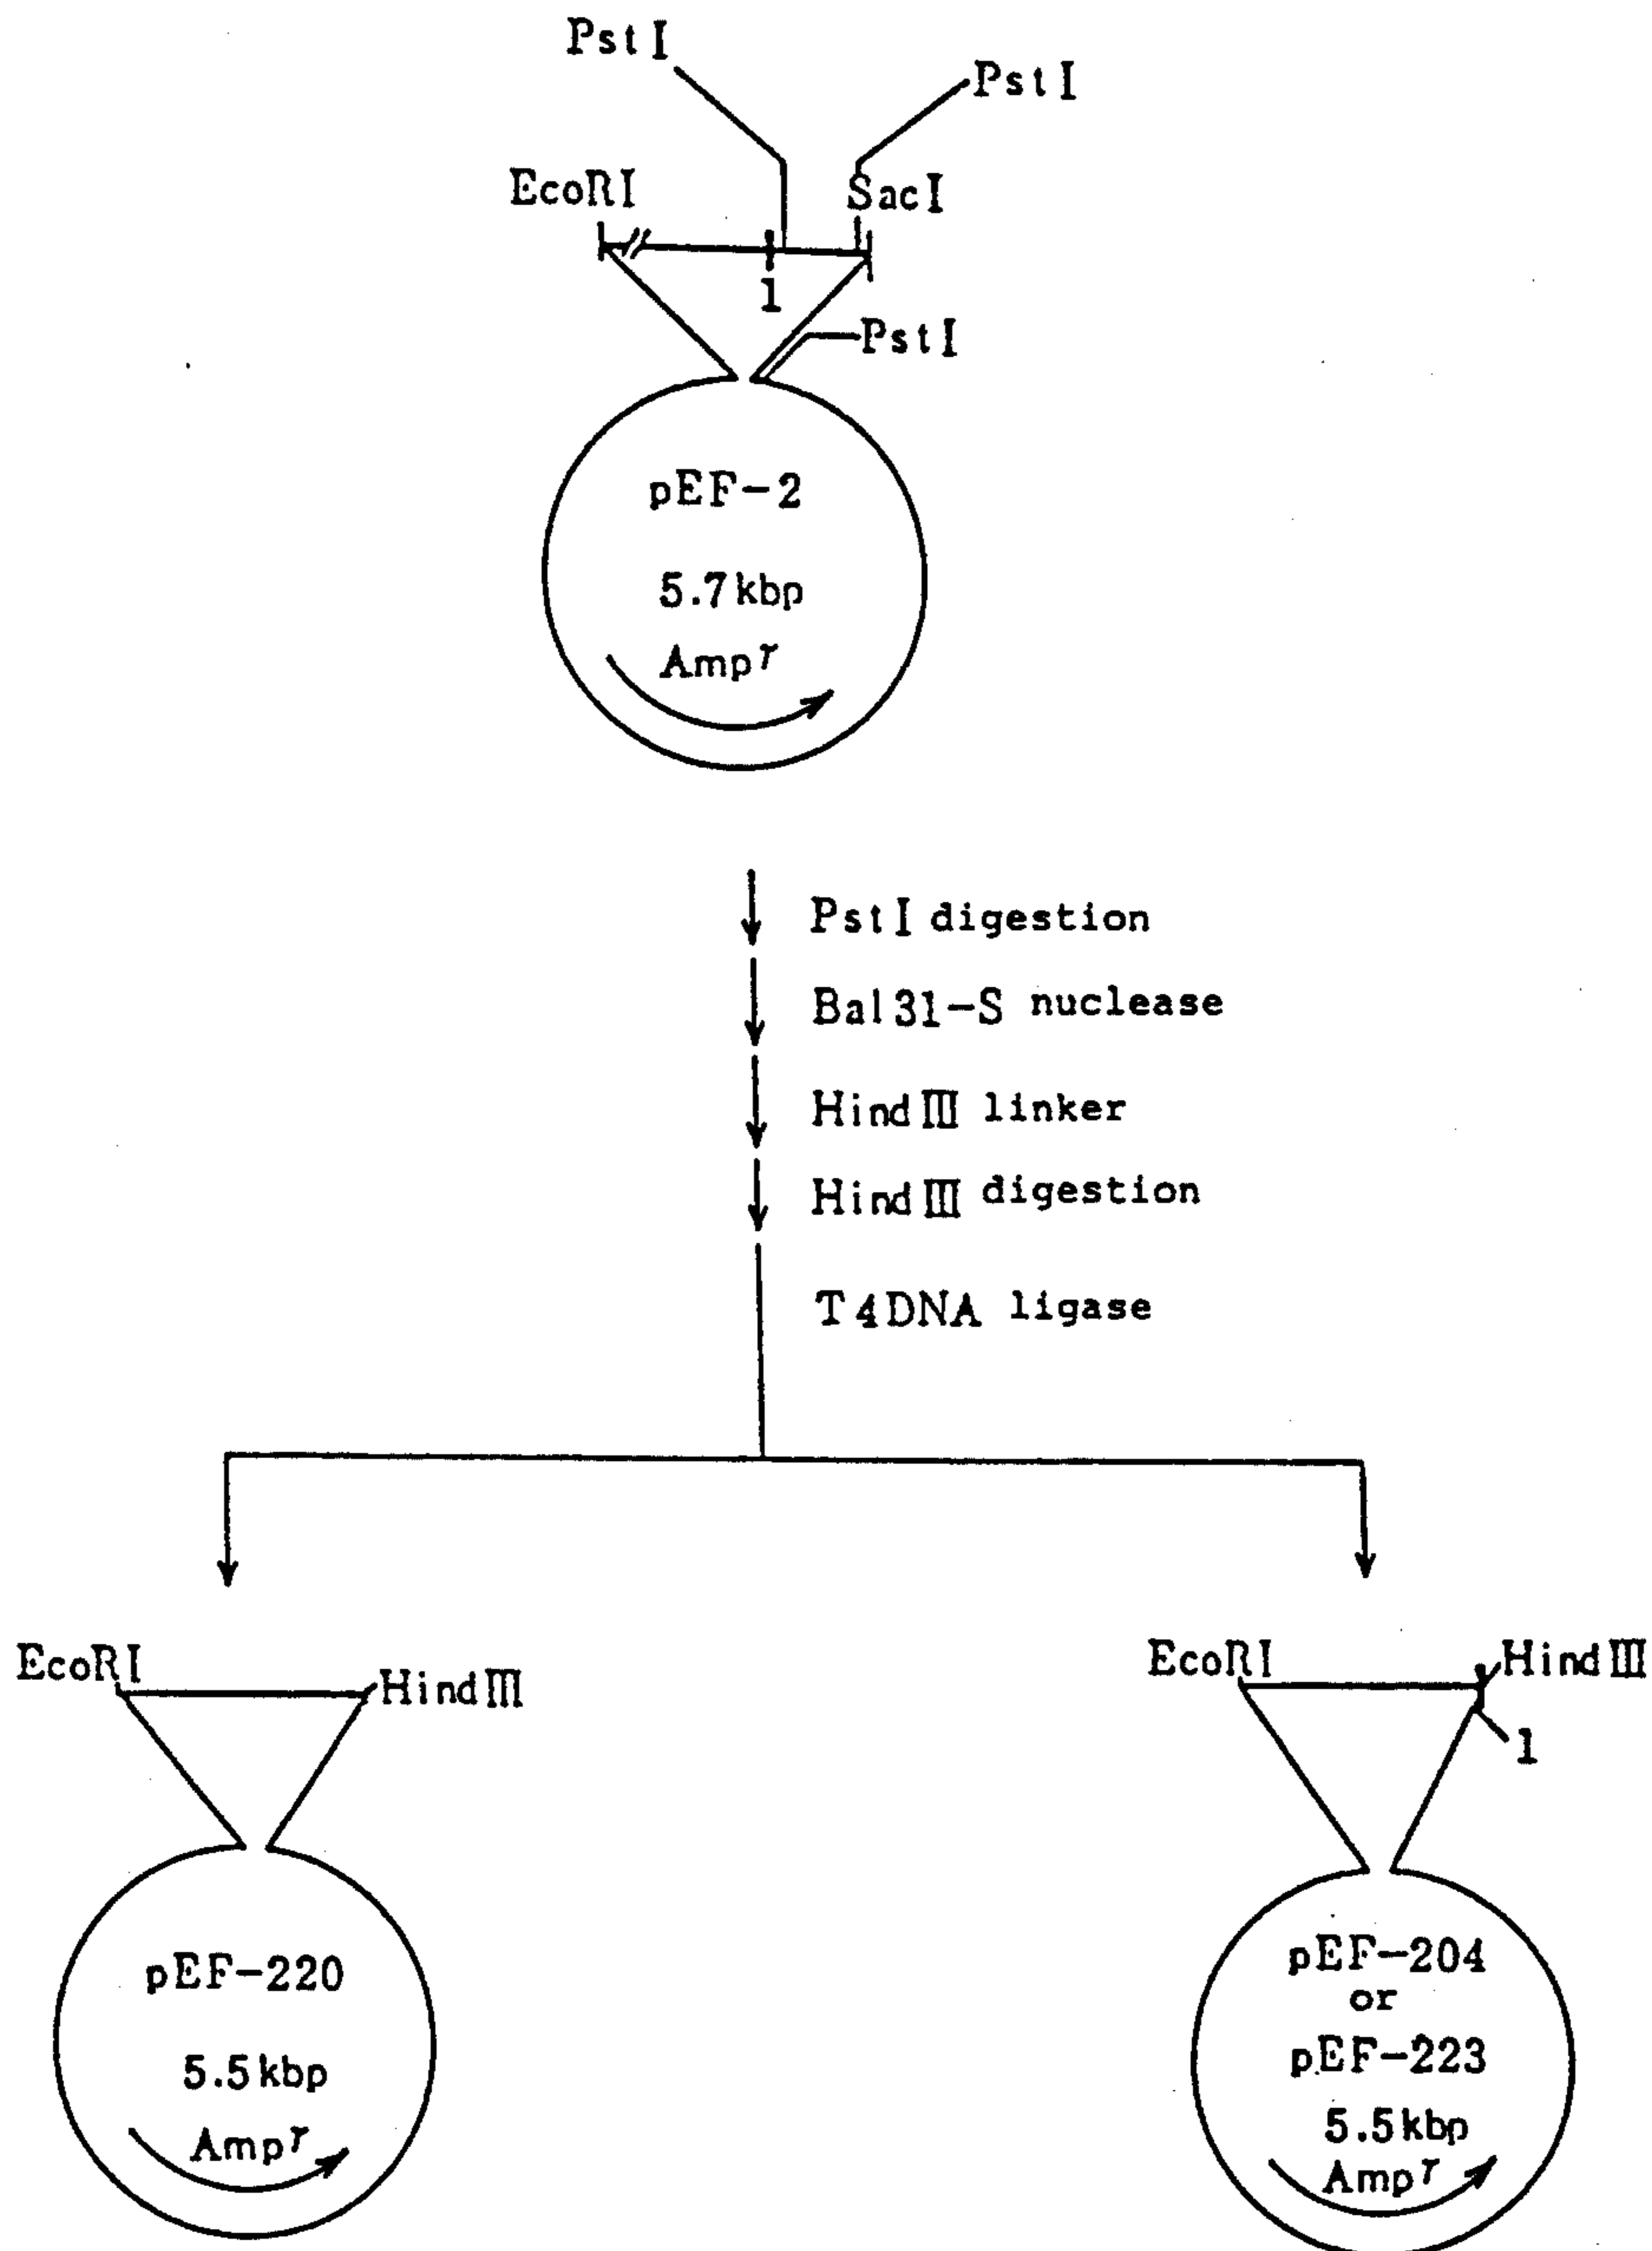 PstI
PstI
EcoRI
SacI
1
PstI
pEF-2
5.7kbp
Ampr
PstI digestion
Bal31-S nuclease
HindIII linker
HindIII digestion
T4DNA ligase
EcoRI
HindIII
EcoRI
HindIII
1
pEF-220
5.5kbp
Ampr
pEF-204
or
pEF-223
5.5kbp
Ampr